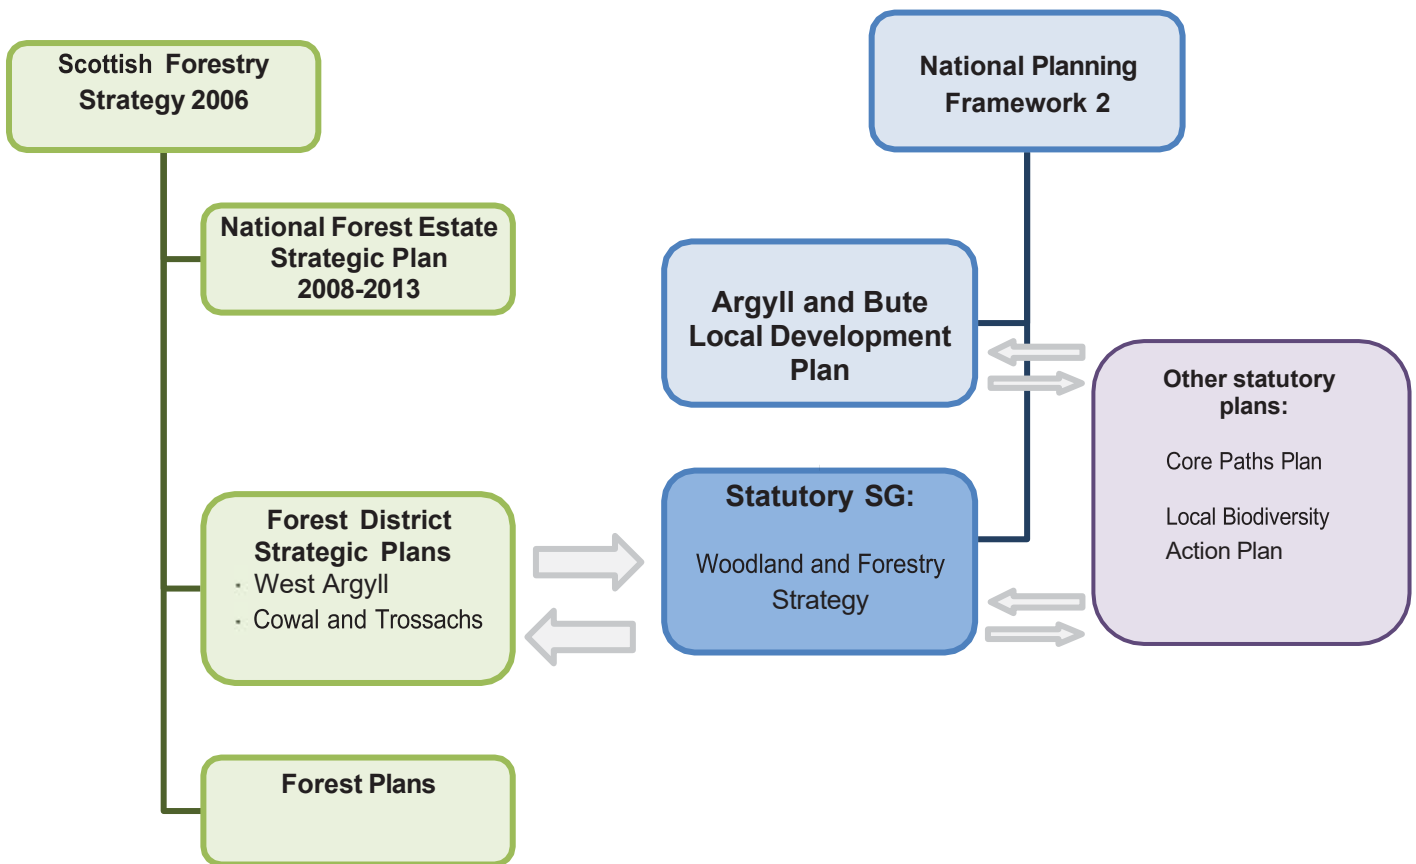 Scottish Forestry
Strategy 2006
National Forest Estate
Strategic Plan
2008-2013
Forest District
Strategic Plans
· West Argyll
· Cowal and Trossachs
Forest Plans
National Planning
Framework 2
Argyll and Bute
Local Development
Plan
Statutory SG:
Woodland and Forestry
Strategy
Other statutory
plans:
Core Paths Plan
Local Biodiversity
Action Plan